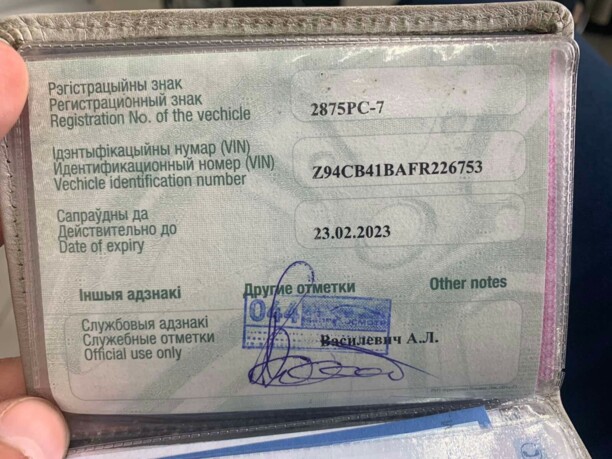 Рэгістрацыйны знак
Регистрационный знак
Registration No. of the vechicle
2875PC-7
Ідэнтыфікацыйны нумар (VIN)
Идентификационный номер (VIN)
Vechicle identification number
Z94CB41BAFR226753
Сапраўдны да
Действительно до
Date of expiry
23.02.2023
Іншыя адзнакі
Другие отметки
Other notes
Службовыя адзнакі
Служебные отметки
Official use only
044
Василевич А.Л.